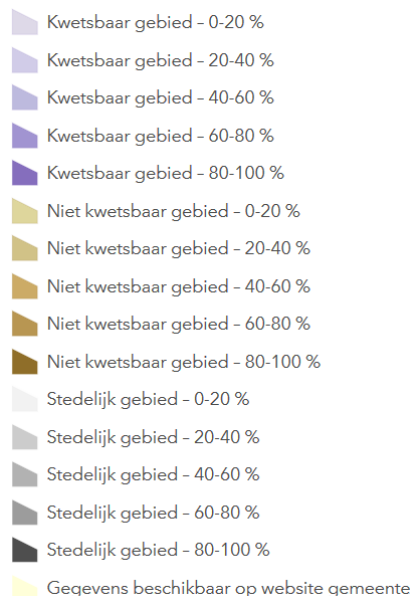 Kwetsbaar gebied – 0-20 %
Kwetsbaar gebied – 20-40 %
Kwetsbaar gebied – 40-60 %
Kwetsbaar gebied – 60-80 %
Kwetsbaar gebied – 80-100 %
Niet kwetsbaar gebied – 0-20 %
Niet kwetsbaar gebied – 20-40 %
Niet kwetsbaar gebied – 40-60 %
Niet kwetsbaar gebied – 60-80 %
Niet kwetsbaar gebied – 80-100 %
Stedelijk gebied – 0-20 %
Stedelijk gebied – 20-40 %
Stedelijk gebied – 40-60 %
Stedelijk gebied – 60-80 %
Stedelijk gebied – 80-100 %
Gegevens beschikbaar op website gemeente